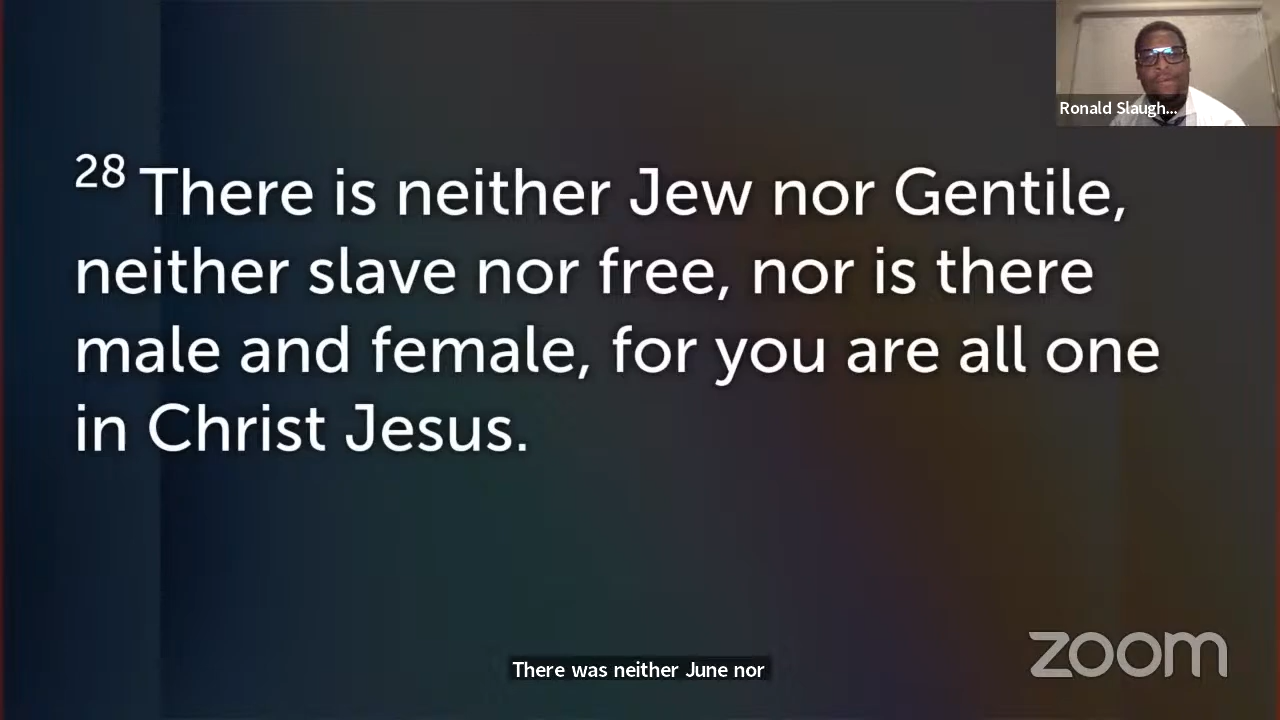 Ronald Slaugh...
28 There is neither Jew nor Gentile,
neither slave nor free, nor is there
male and female, for you are all one
in Christ Jesus.
There was neither June nor
zoom